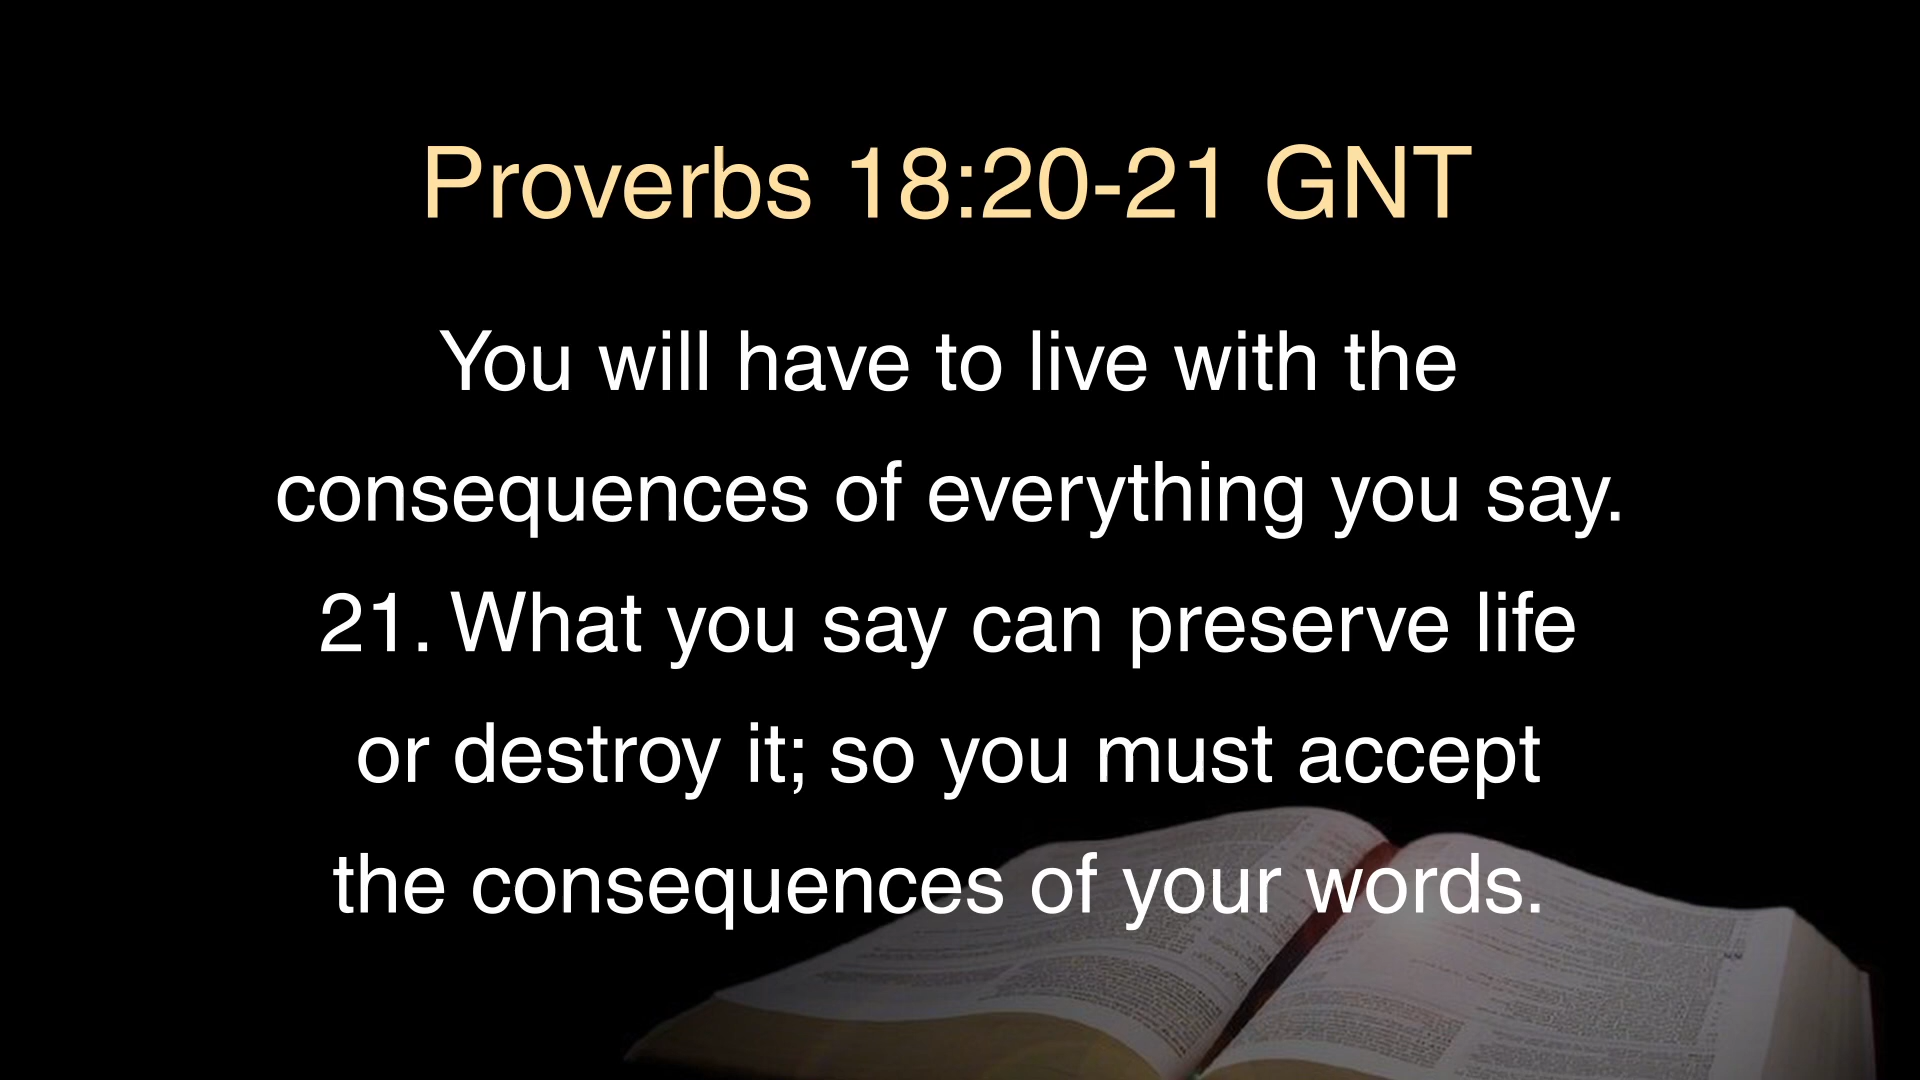 Proverbs 18:20-21 GNT
You will have to live with the
consequences of everything you say.
21. What you say can preserve life
or destroy it; so you must accept
the consequences of your words.